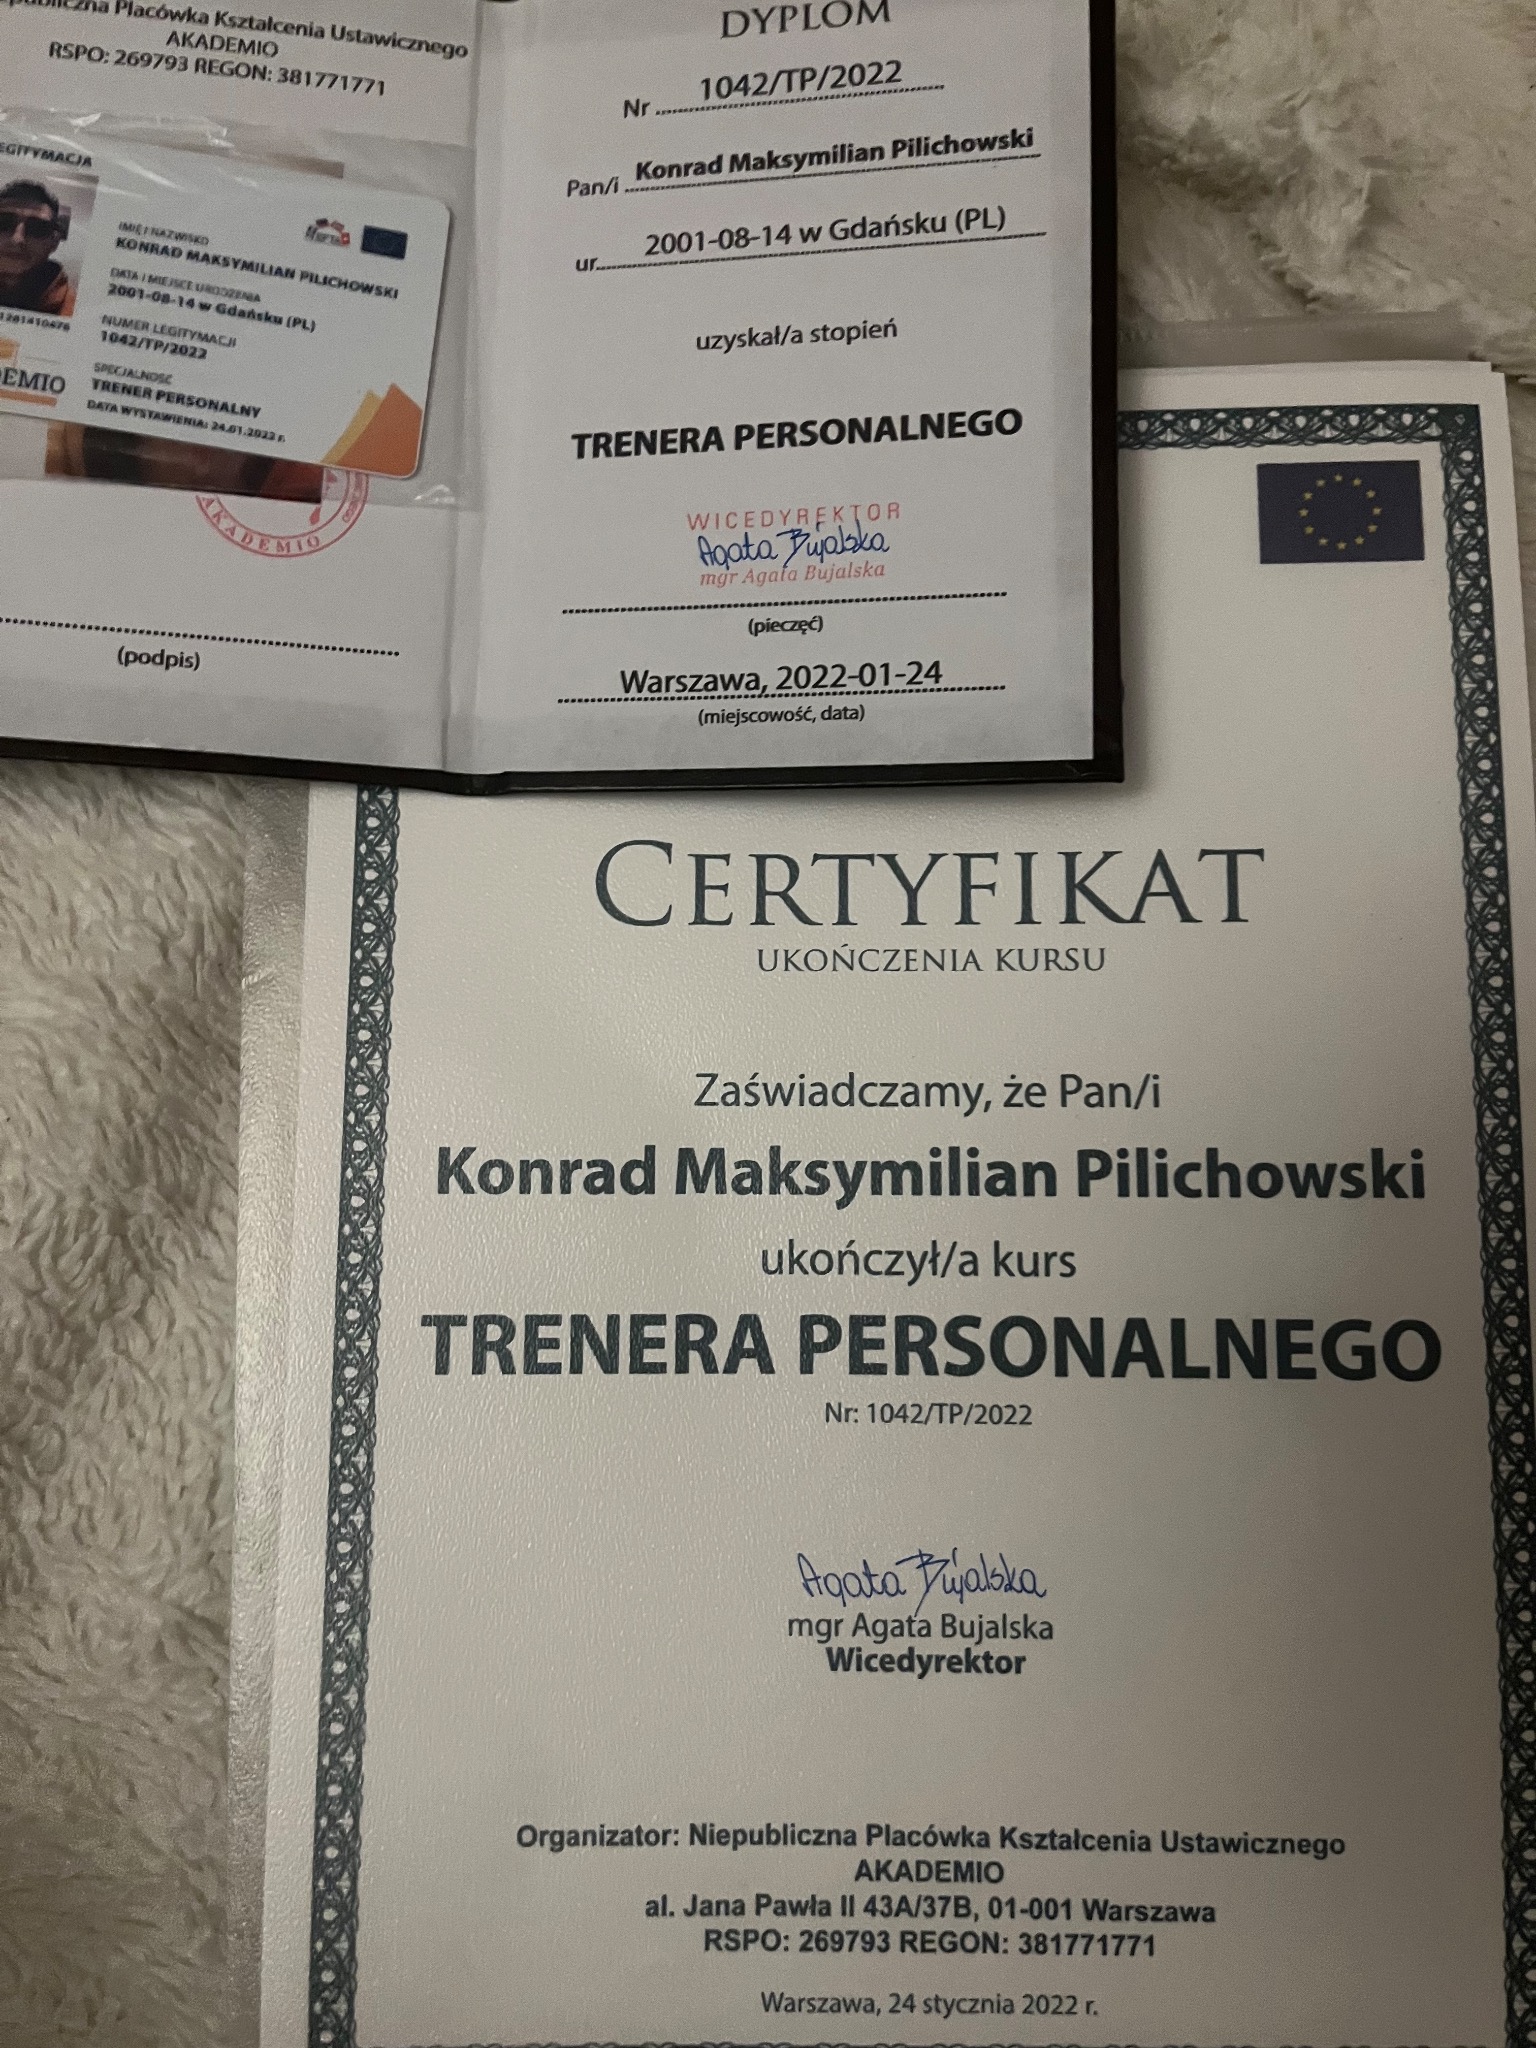 Placówka Kształcenia Ustawicznego
AKADEMIO
RSPO: 269793 REGON: 381771771
IMIĘ I NAZWISKO
KONRAD MAKSYMILIAN PILICHOWSKI
DATA I MIEJSCE URODZENIA
2001-08-14 w Gdańsku (PL)
NUMER LEGITYMACJI
1042/TP/2022
SPECJALNOŚĆ
TRENER PERSONALNY
DATA WYSTAWIENIA: 24.01.2022 r.
AKADEMIO
(podpis)
DYPLOM
Nr 1042/TP/2022
Pan/i Konrad Maksymilian Pilichowski
ur. 2001-08-14 w Gdańsku (PL)
uzyskał/a stopień
TRENERA PERSONALNEGO
WICEDYREKTOR
Agata Bujalska
mgr Agata Bujalska
(pieczęć)
Warszawa, 2022-01-24
(miejscowość, data)
CERTYFIKAT
UKOŃCZENIA KURSU
Zaświadczamy, że Pan/i
Konrad Maksymilian Pilichowski
ukończył/a kurs
TRENERA PERSONALNEGO
Nr: 1042/TP/2022
Agata Bujalska
mgr Agata Bujalska
Wicedyrektor
Organizator: Niepubliczna Placówka Kształcenia Ustawicznego
AKADEMIO
al. Jana Pawła II 43A/37B, 01-001 Warszawa
RSPO: 269793 REGON: 381771771
Warszawa, 24 stycznia 2022 r.